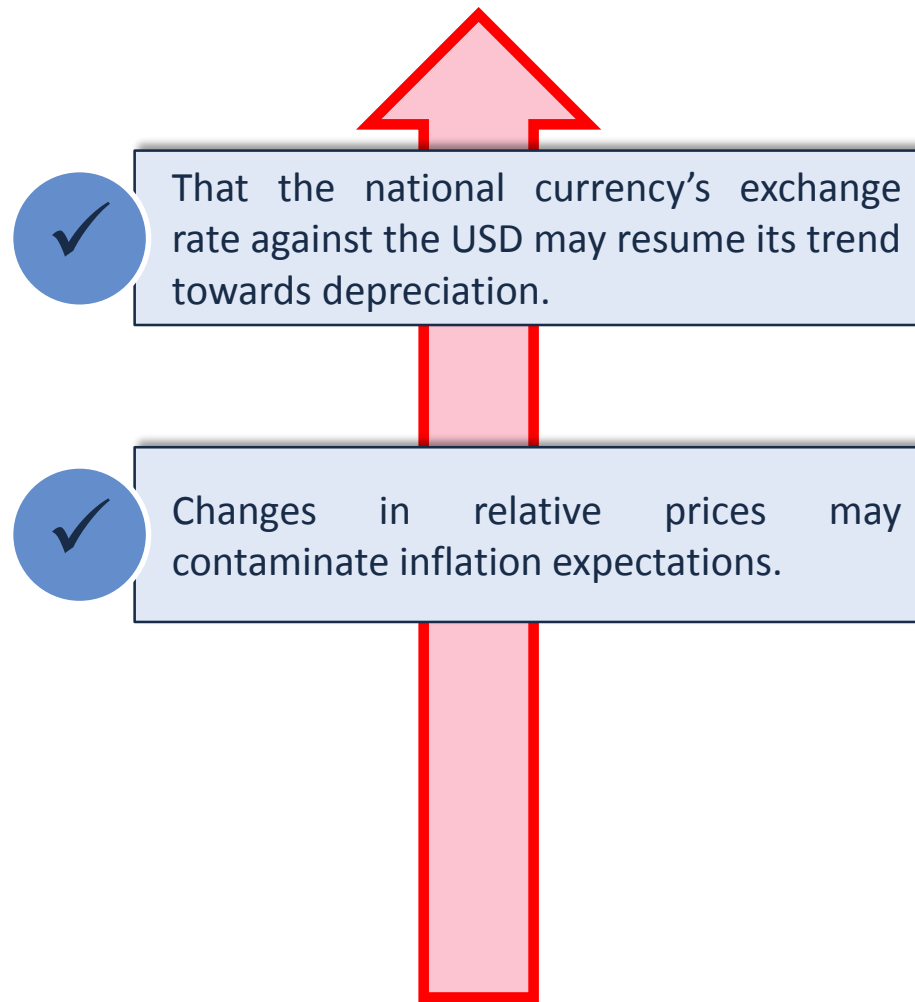 That the national currency’s exchange
rate against the USD may resume its trend
towards depreciation.
Changes in relative prices may
contaminate inflation expectations.